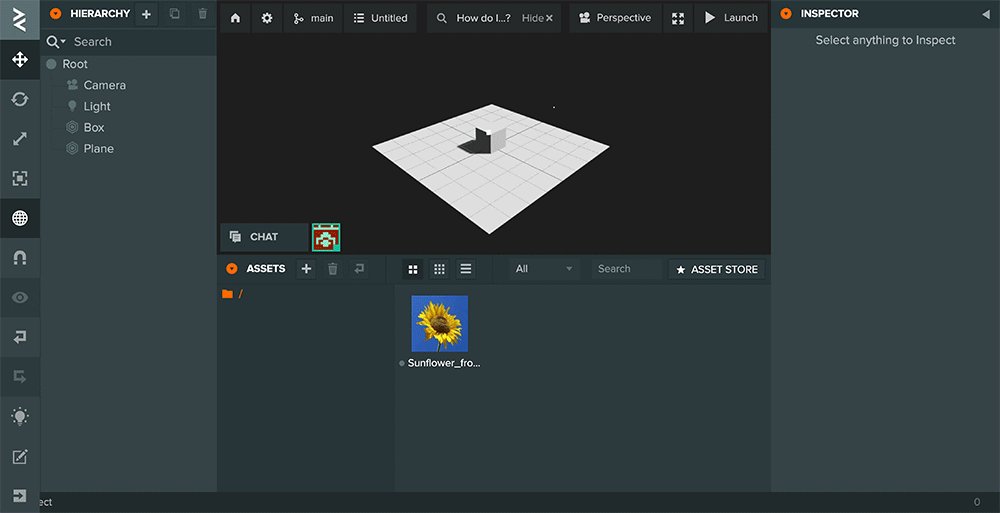 HIERARCHY
Search
Root
Camera
Light
Box
Plane
main
Untitled
How do I...? Hide
Perspective
Launch
CHAT
ASSETS
All
Search
ASSET STORE
/
Sunflower_fro...
INSPECTOR
Select anything to Inspect
ect
0